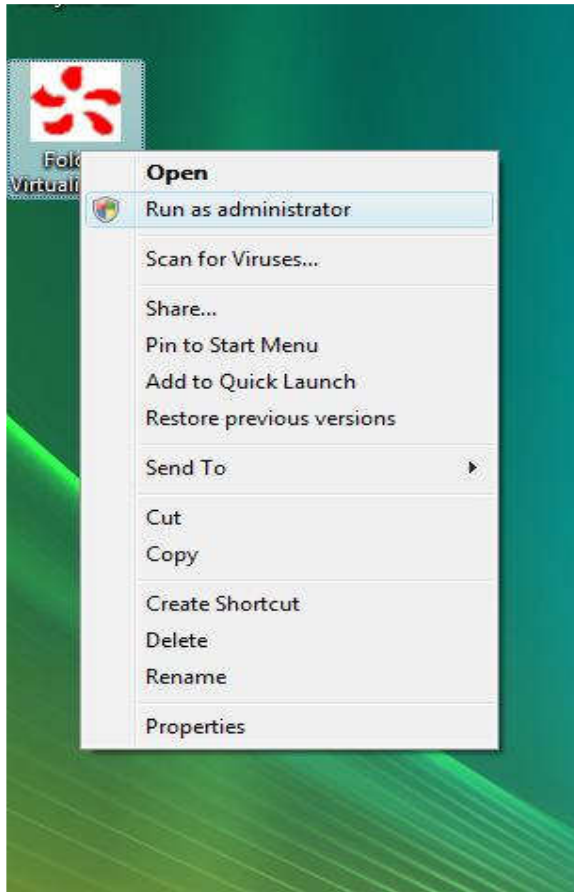 Open
Run as administrator
Scan for Viruses...
Share...
Pin to Start Menu
Add to Quick Launch
Restore previous versions
Send To
Cut
Copy
Create Shortcut
Delete
Rename
Properties